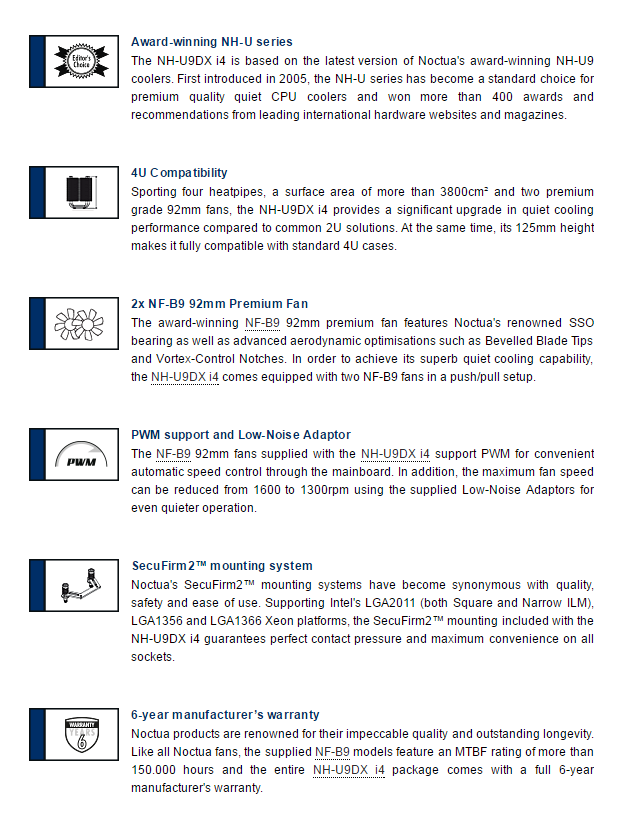 Editor's
Choice
Award-winning NH-U series
The NH-U9DX i4 is based on the latest version of Noctua's award-winning NH-U9
coolers. First introduced in 2005, the NH-U series has become a standard choice for
premium quality quiet CPU coolers and won more than 400 awards and
recommendations from leading international hardware websites and magazines.
4U Compatibility
Sporting four heatpipes, a surface area of more than 3800cm² and two premium
grade 92mm fans, the NH-U9DX i4 provides a significant upgrade in quiet cooling
performance compared to common 2U solutions. At the same time, its 125mm height
makes it fully compatible with standard 4U cases.
2x NF-B9 92mm Premium Fan
The award-winning NF-B9 92mm premium fan features Noctua's renowned SSO
bearing as well as advanced aerodynamic optimisations such as Bevelled Blade Tips
and Vortex-Control Notches. In order to achieve its superb quiet cooling capability,
the NH-U9DX i4 comes equipped with two NF-B9 fans in a push/pull setup.
PWM
PWM support and Low-Noise Adaptor
The NF-B9 92mm fans supplied with the NH-U9DX i4 support PWM for convenient
automatic speed control through the mainboard. In addition, the maximum fan speed
can be reduced from 1600 to 1300rpm using the supplied Low-Noise Adaptors for
even quieter operation.
SecuFirm2™ mounting system
Noctua's SecuFirm2™ mounting systems have become synonymous with quality,
safety and ease of use. Supporting Intel's LGA2011 (both Square and Narrow ILM),
LGA1356 and LGA1366 Xeon platforms, the SecuFirm2™ mounting included with the
NH-U9DX i4 guarantees perfect contact pressure and maximum convenience on all
sockets.
WARRANTY
YEARS
6
6-year manufacturer's warranty
Noctua products are renowned for their impeccable quality and outstanding longevity.
Like all Noctua fans, the supplied NF-B9 models feature an MTBF rating of more than
150.000 hours and the entire NH-U9DX i4 package comes with a full 6-year
manufacturer's warranty.